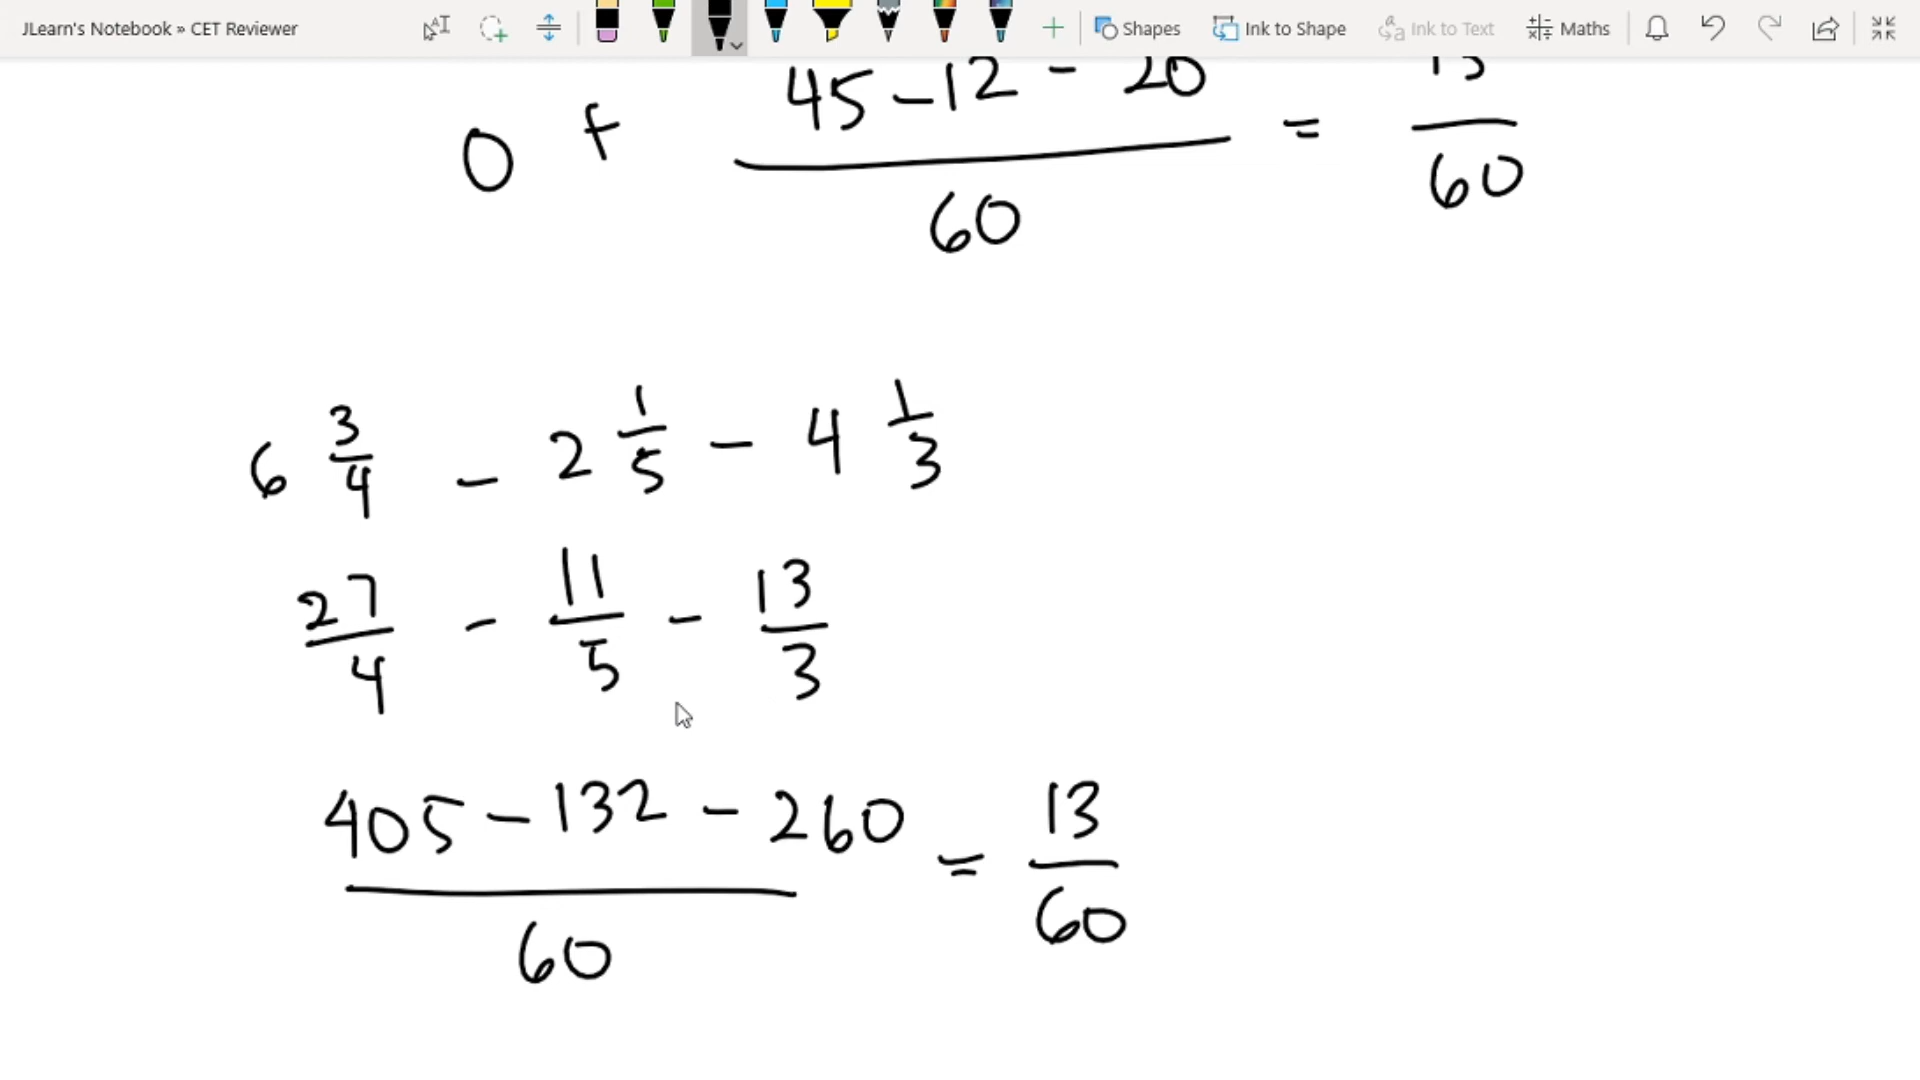 JLearn's Notebook » CET Reviewer Shapes Ink to Shape Ink to Text Maths
0 + (45 - 12 - 20)/60 = 13/60
6 3/4 - 2 1/5 - 4 1/3
27/4 - 11/5 - 13/3
(405 - 132 - 260)/60 = 13/60